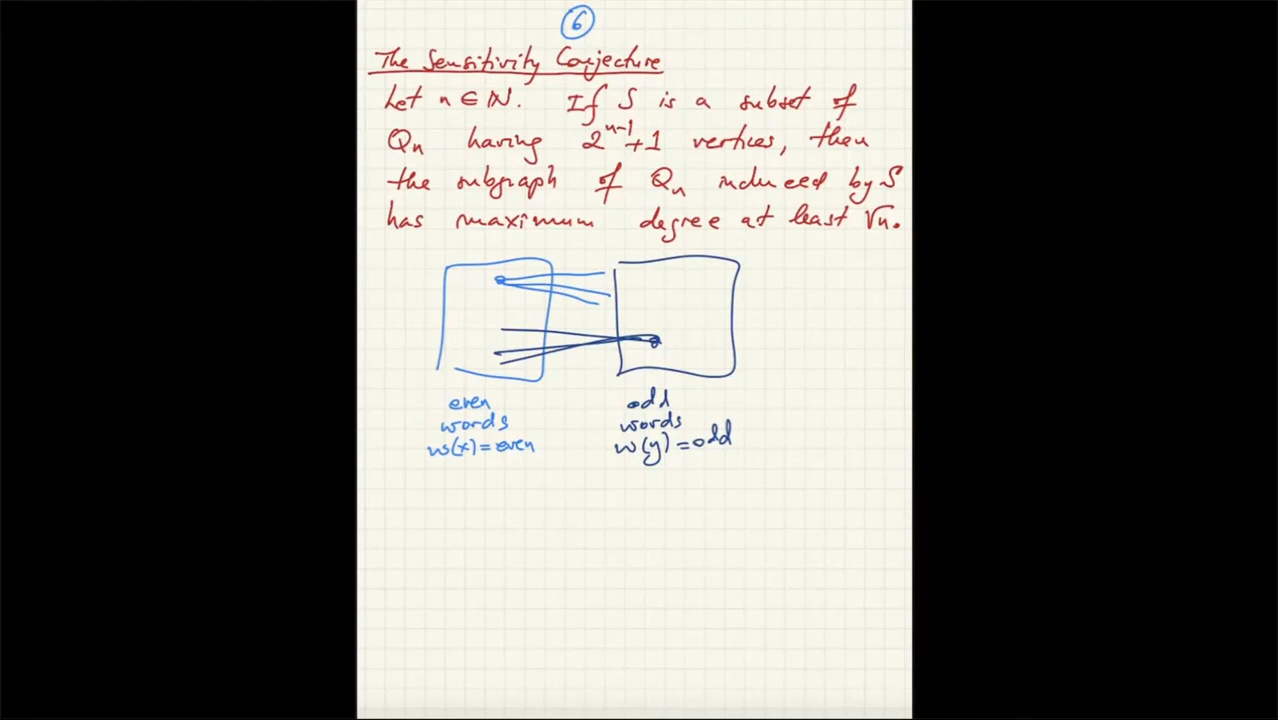 6
The Sensitivity Conjecture
Let n ∈ ℕ. If S is a subset of
Qn having 2^{n-1}+1 vertices, then
the subgraph of Qn induced by S
has maximum degree at least √n.
even odd
words words
w(x)=even w(y)=odd